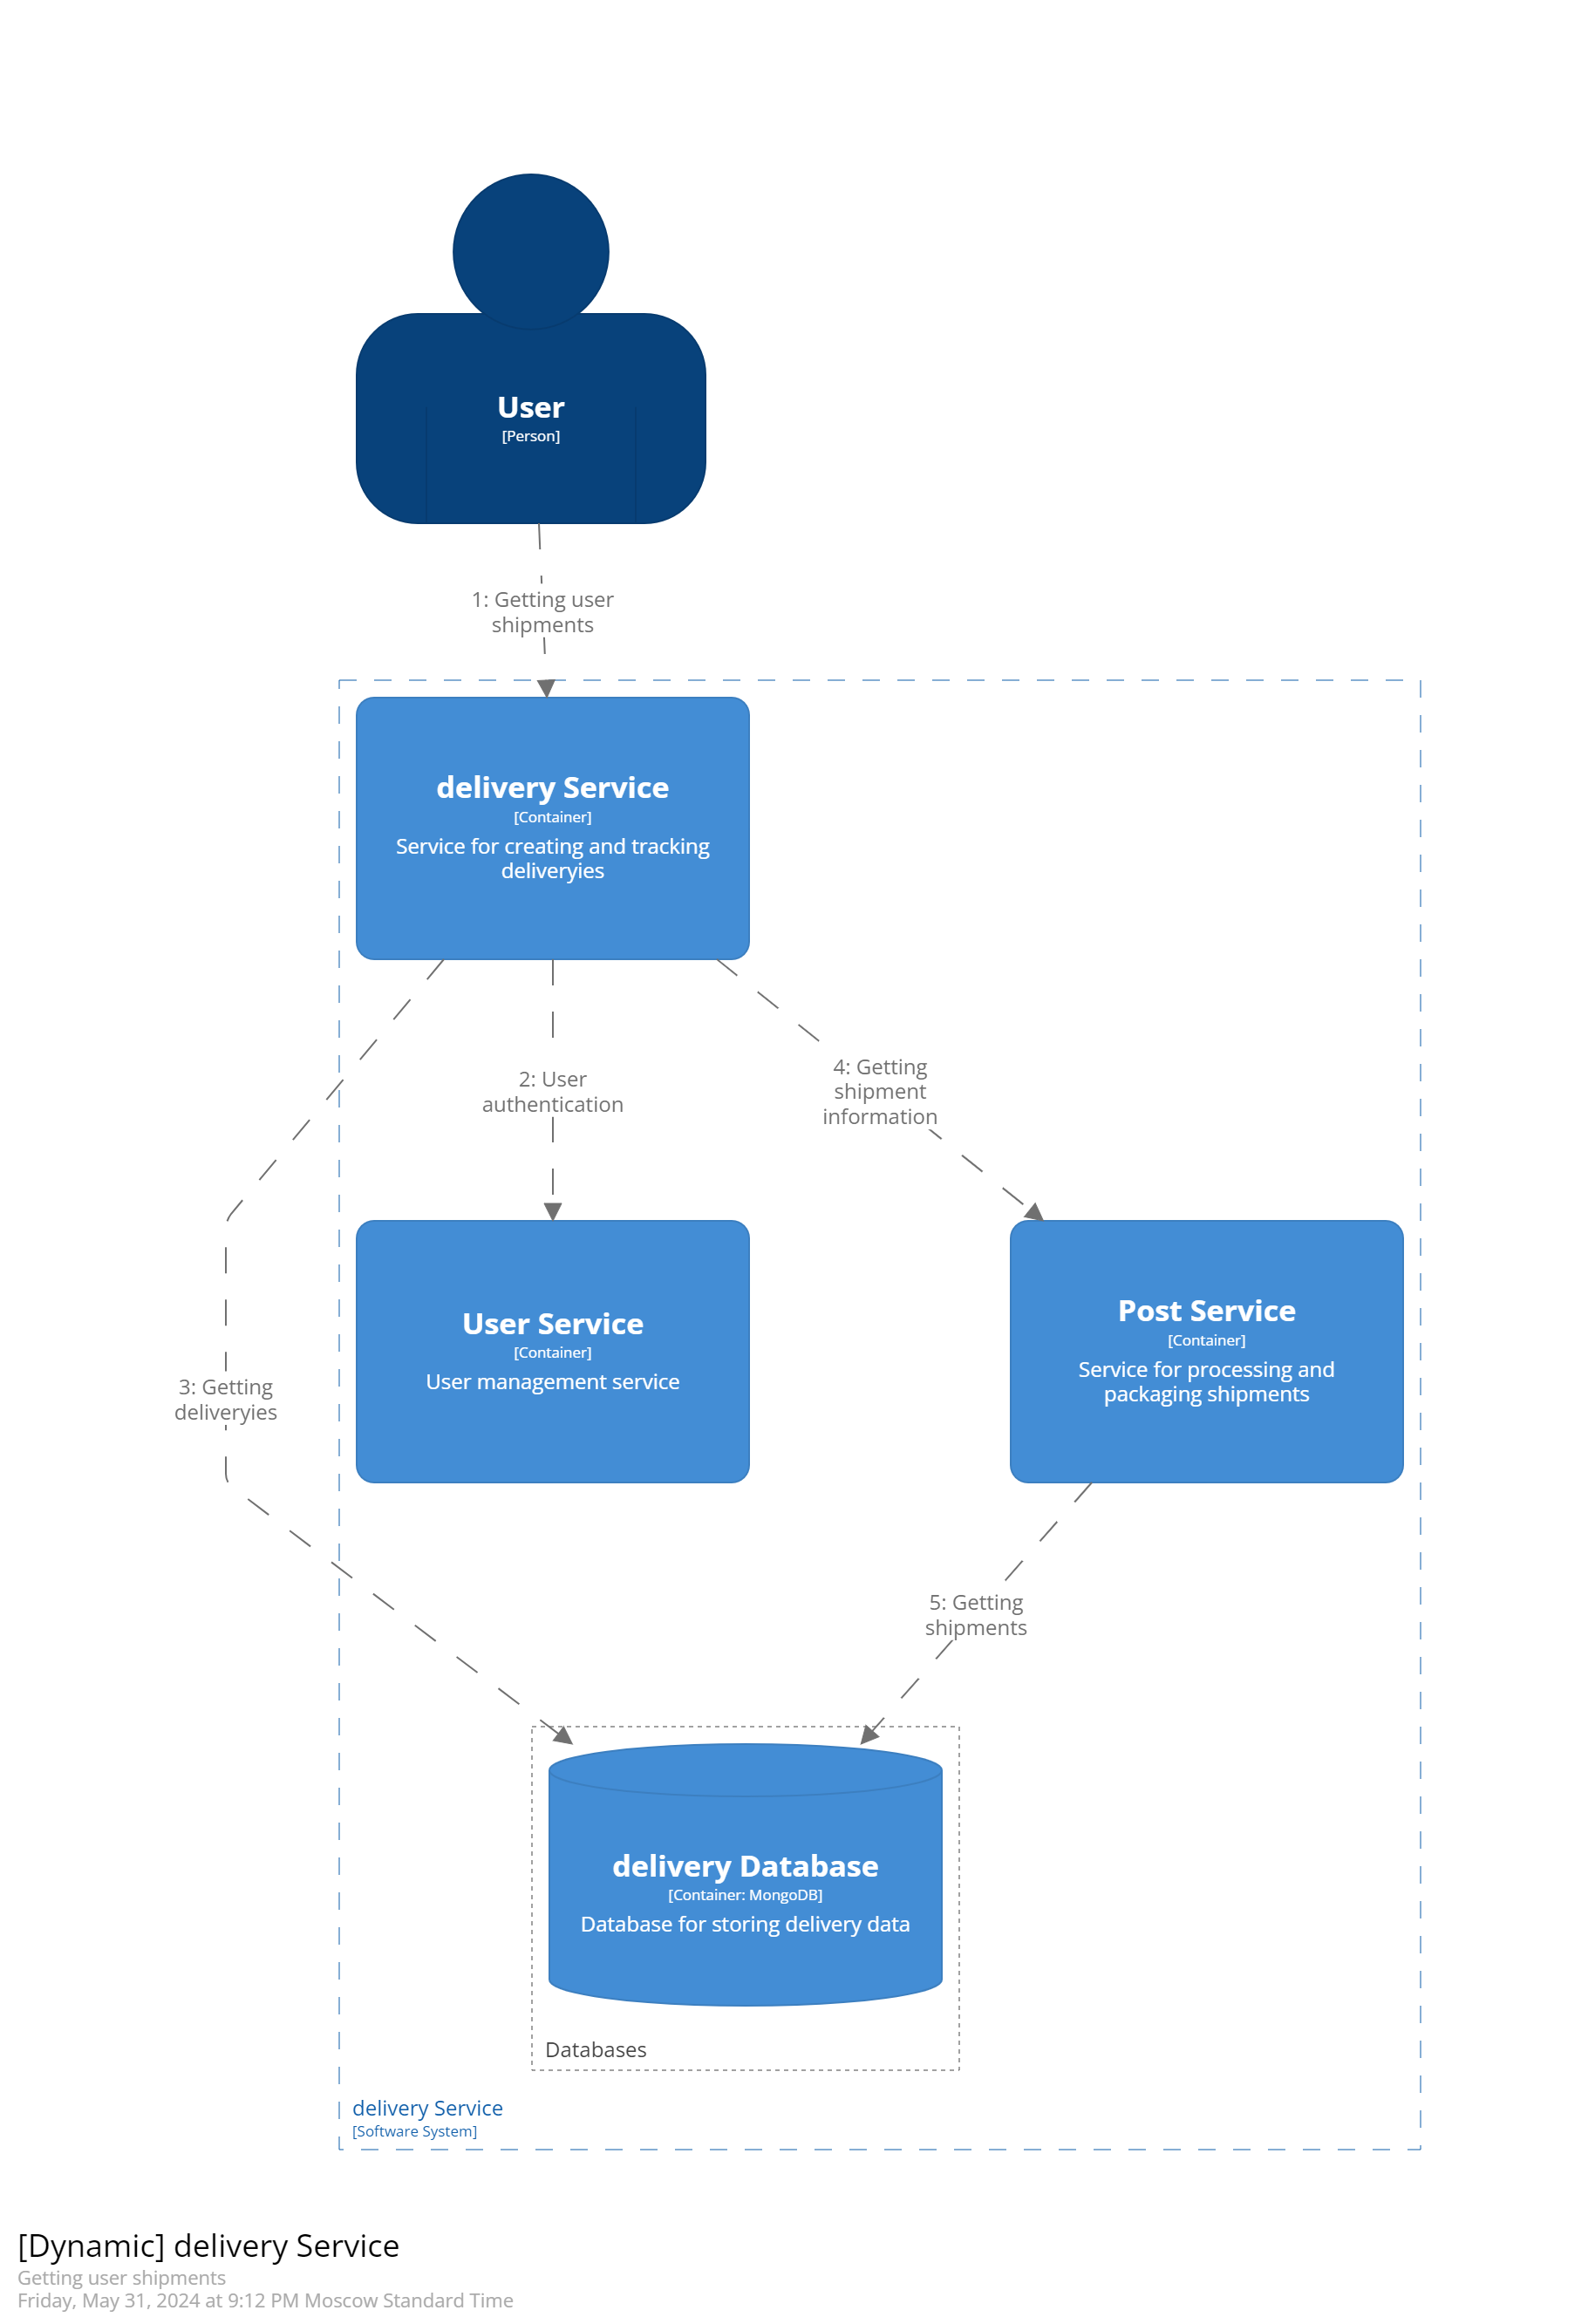 User
[Person]
1: Getting user
shipments
delivery Service
[Container]
Service for creating and tracking
deliveryies
2: User
authentication
4: Getting
shipment
information
User Service
[Container]
User management service
Post Service
[Container]
Service for processing and
packaging shipments
3: Getting
deliveryies
5: Getting
shipments
delivery Database
[Container: MongoDB]
Database for storing delivery data
Databases
delivery Service
[Software System]
[Dynamic] delivery Service
Getting user shipments
Friday, May 31, 2024 at 9:12 PM Moscow Standard Time